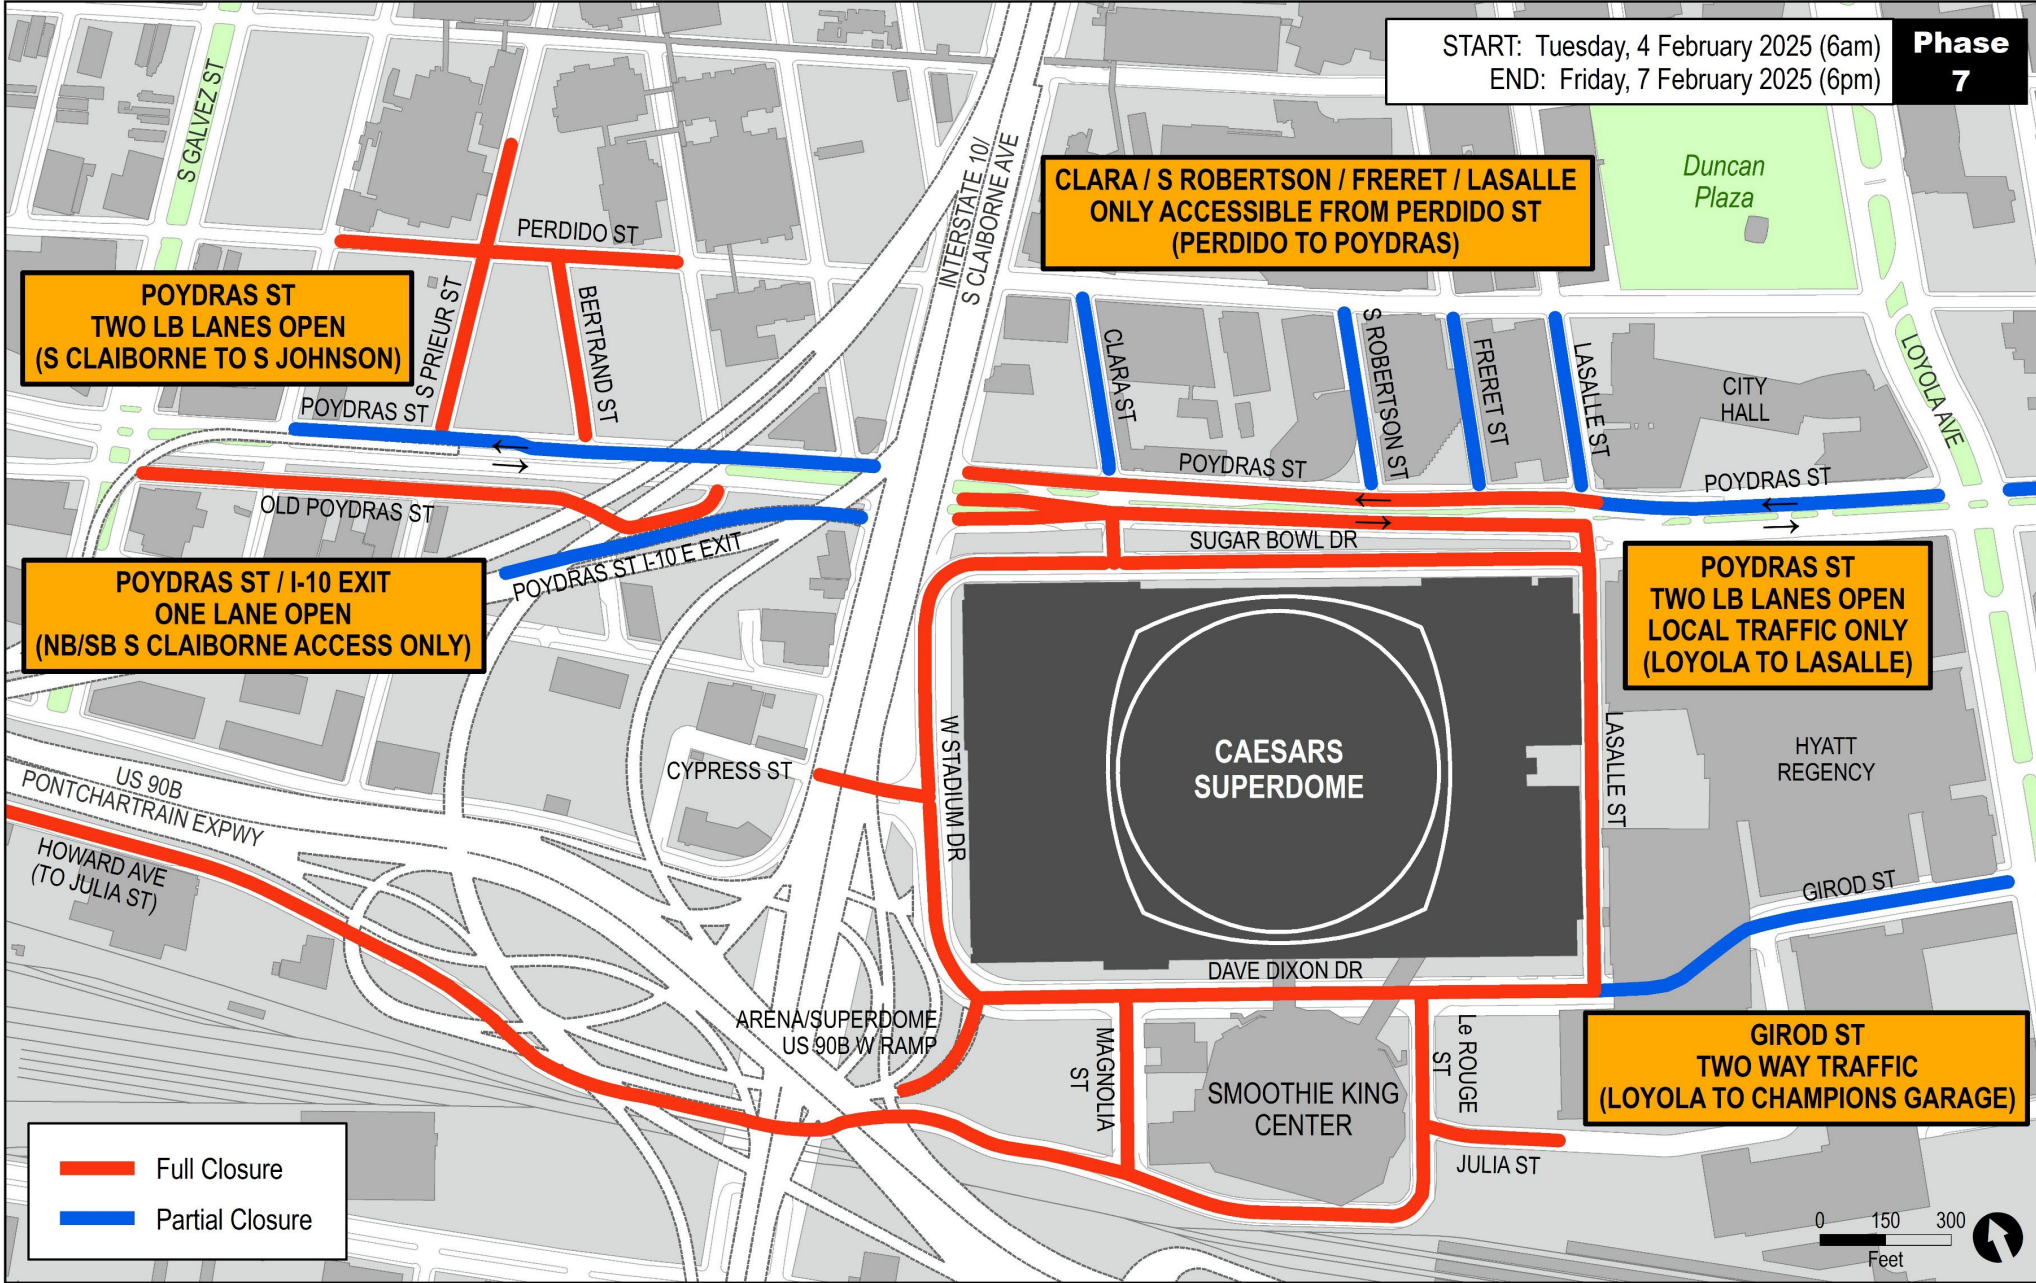 START: Tuesday, 4 February 2025 (6am)
END: Friday, 7 February 2025 (6pm)
Phase
7
S GALVEZ ST
INTERSTATE 10/
S CLAIBORNE AVE
Duncan
Plaza
CLARA / S ROBERTSON / FRERET / LASALLE
ONLY ACCESSIBLE FROM PERDIDO ST
(PERDIDO TO POYDRAS)
PERDIDO ST
POYDRAS ST
TWO LB LANES OPEN
(S CLAIBORNE TO S JOHNSON)
S PRIEUR ST
BERTRAND ST
CLARA ST
S ROBERTSON ST
FRERET ST
LASALLE ST
LOYOLA AVE
CITY
HALL
POYDRAS ST
POYDRAS ST
POYDRAS ST
OLD POYDRAS ST
SUGAR BOWL DR
POYDRAS ST I-10 E EXIT
POYDRAS ST / I-10 EXIT
ONE LANE OPEN
(NB/SB S CLAIBORNE ACCESS ONLY)
POYDRAS ST
TWO LB LANES OPEN
LOCAL TRAFFIC ONLY
(LOYOLA TO LASALLE)
W STADIUM DR
CAESARS
SUPERDOME
LASALLE ST
HYATT
REGENCY
CYPRESS ST
US 90B
PONTCHARTRAIN EXPWY
HOWARD AVE
(TO JULIA ST)
GIROD ST
DAVE DIXON DR
ARENA/SUPERDOME
US 90B W RAMP
MAGNOLIA
ST
Le ROUGE
ST
SMOOTHIE KING
CENTER
GIROD ST
TWO WAY TRAFFIC
(LOYOLA TO CHAMPIONS GARAGE)
JULIA ST
Full Closure
Partial Closure
0 150 300
Feet